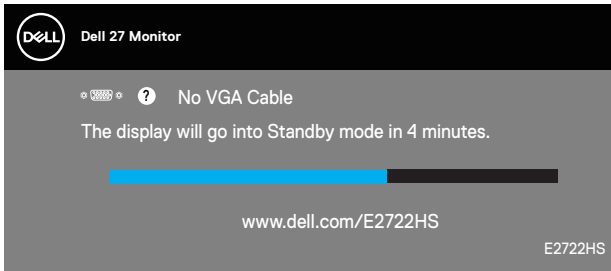 DELL
Dell 27 Monitor
? No VGA Cable
The display will go into Standby mode in 4 minutes.
www.dell.com/E2722HS
E2722HS